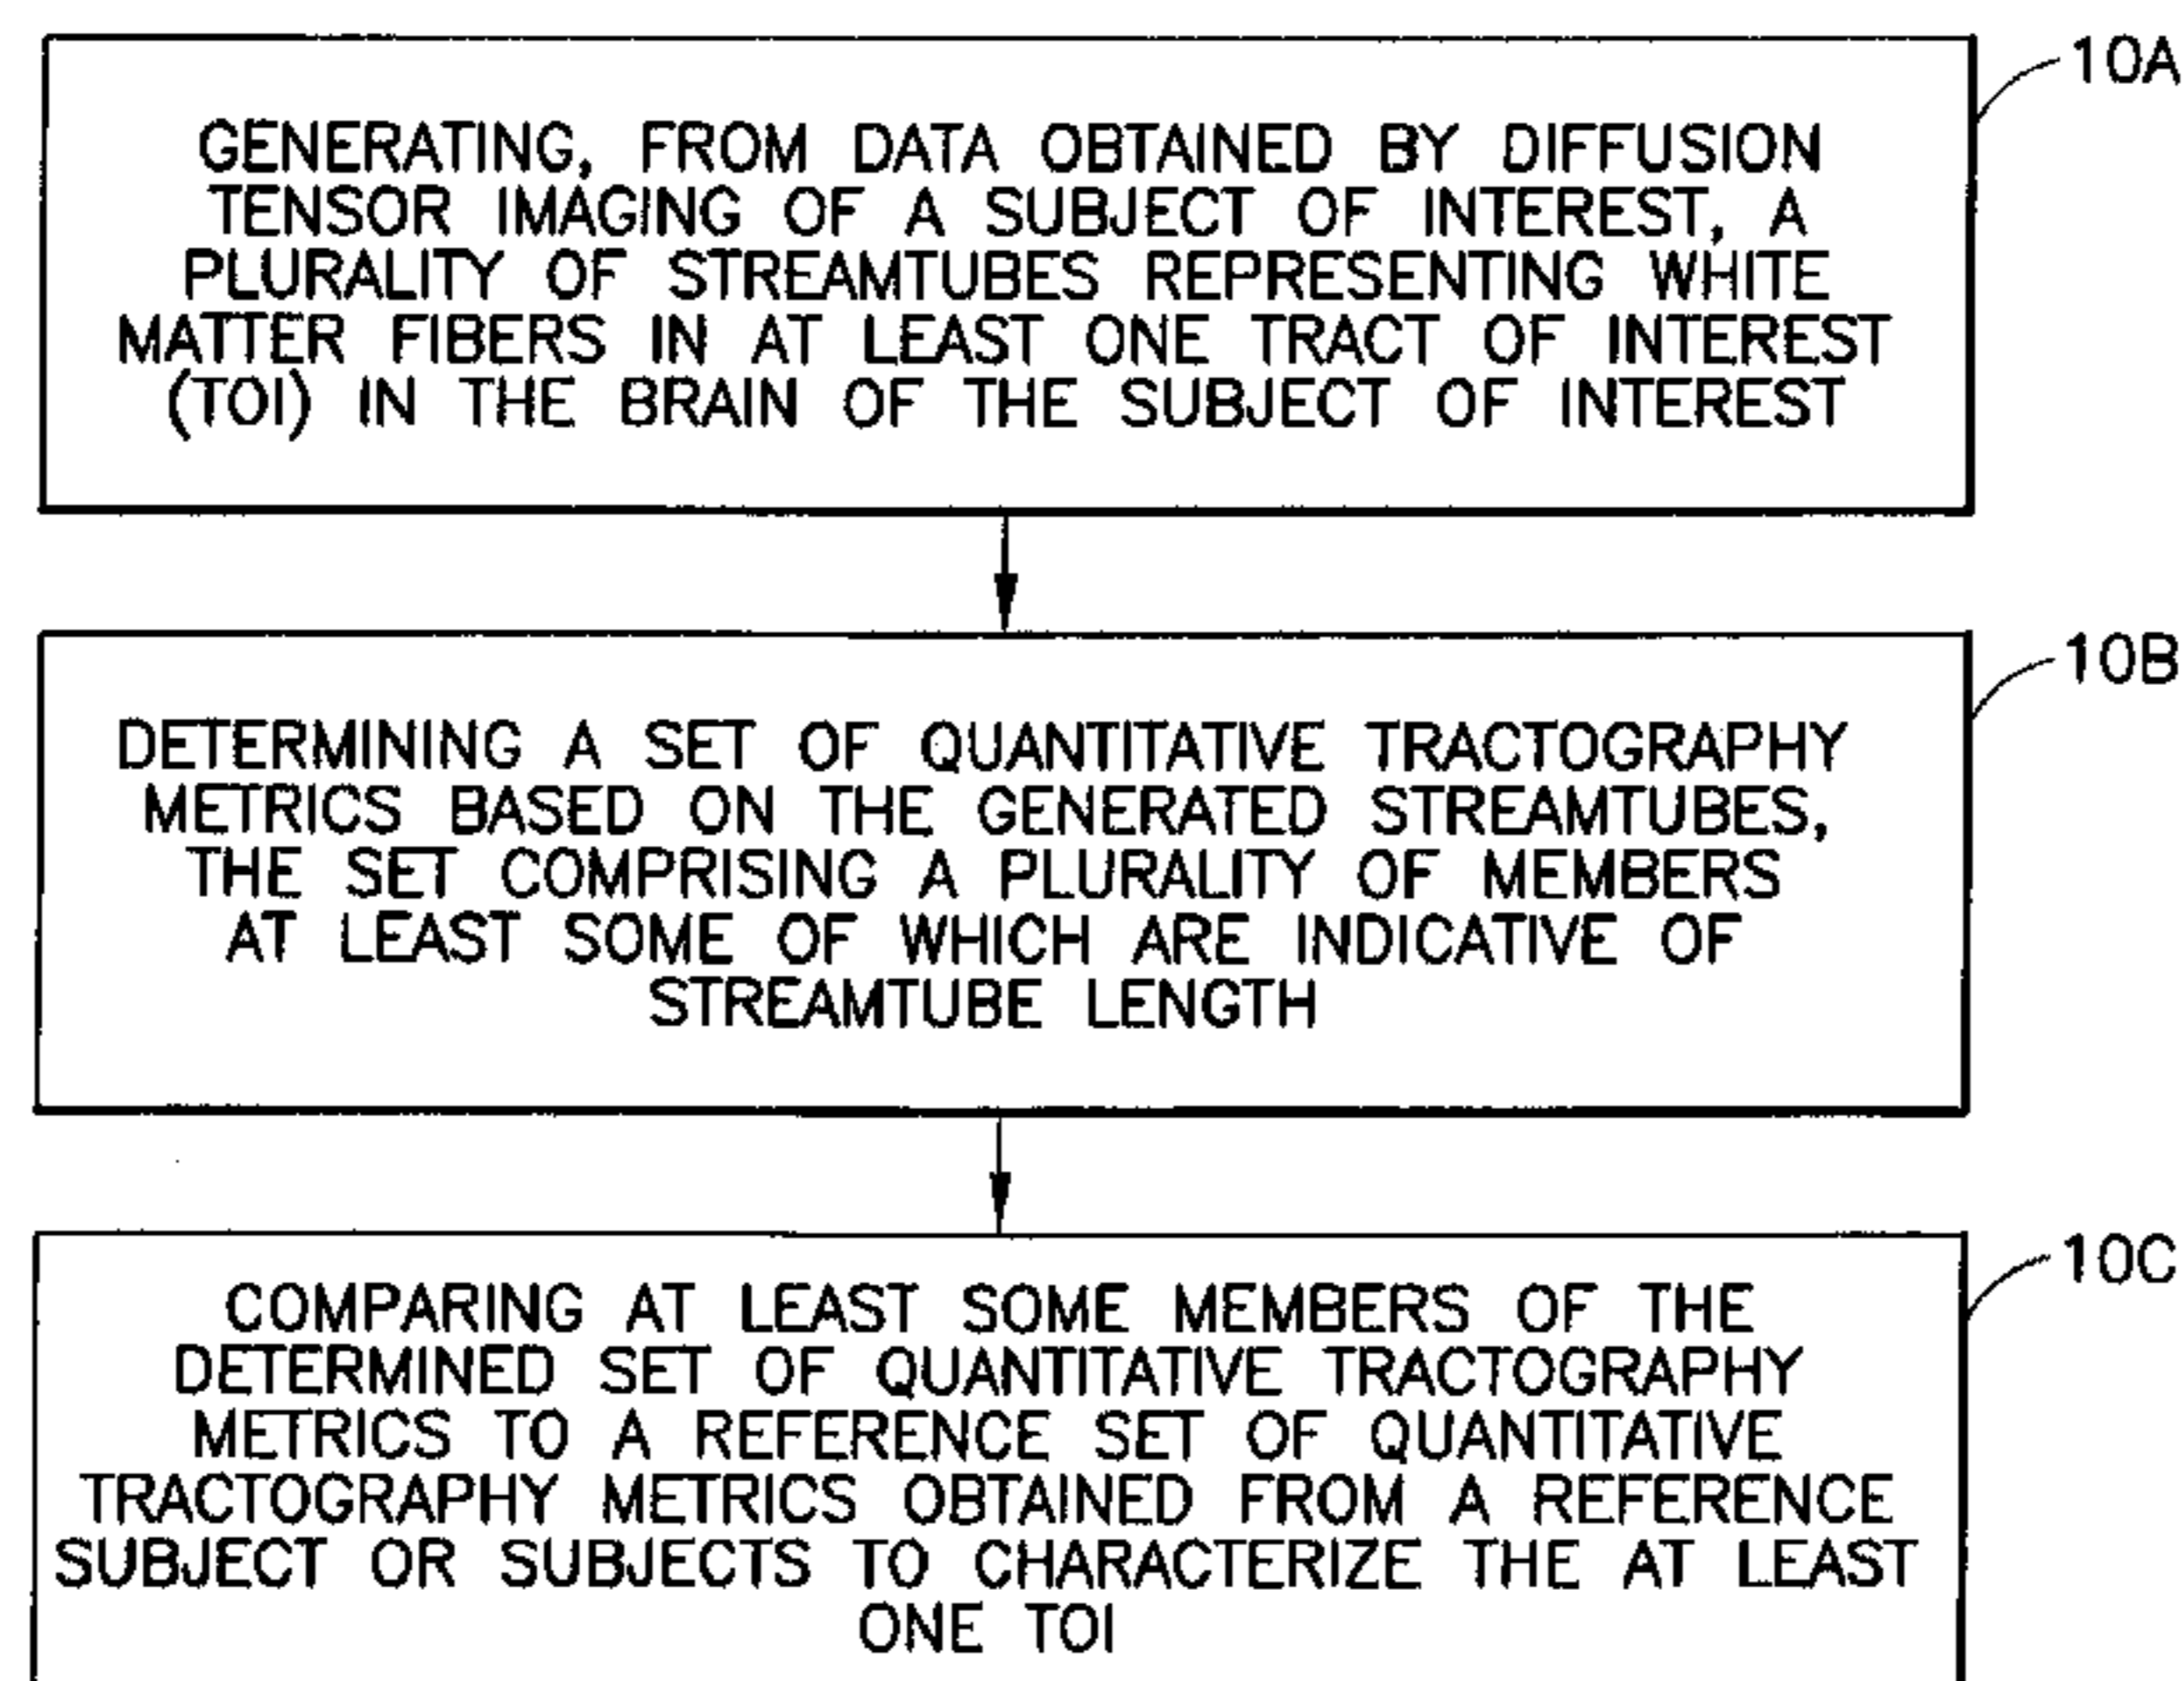 10A
GENERATING, FROM DATA OBTAINED BY DIFFUSION
TENSOR IMAGING OF A SUBJECT OF INTEREST, A
PLURALITY OF STREAMTUBES REPRESENTING WHITE
MATTER FIBERS IN AT LEAST ONE TRACT OF INTEREST
(TOI) IN THE BRAIN OF THE SUBJECT OF INTEREST
10B
DETERMINING A SET OF QUANTITATIVE TRACTOGRAPHY
METRICS BASED ON THE GENERATED STREAMTUBES,
THE SET COMPRISING A PLURALITY OF MEMBERS
AT LEAST SOME OF WHICH ARE INDICATIVE OF
STREAMTUBE LENGTH
10C
COMPARING AT LEAST SOME MEMBERS OF THE
DETERMINED SET OF QUANTITATIVE TRACTOGRAPHY
METRICS TO A REFERENCE SET OF QUANTITATIVE
TRACTOGRAPHY METRICS OBTAINED FROM A REFERENCE
SUBJECT OR SUBJECTS TO CHARACTERIZE THE AT LEAST
ONE TOI